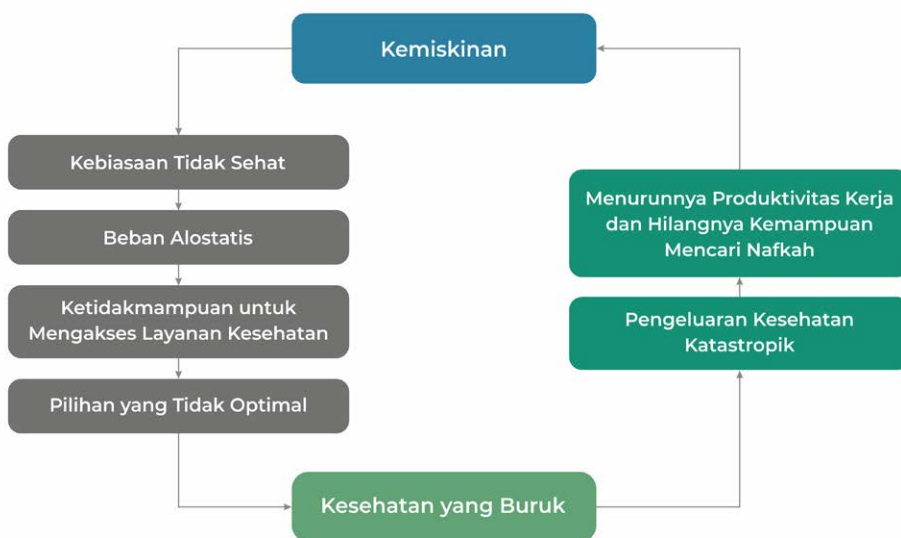 Kemiskinan
Kebiasaan Tidak Sehat
Beban Alostatis
Ketidakmampuan untuk
Mengakses Layanan Kesehatan
Pilihan yang Tidak Optimal
Kesehatan yang Buruk
Pengeluaran Kesehatan
Katastropik
Menurunnya Produktivitas Kerja
dan Hilangnya Kemampuan
Mencari Nafkah